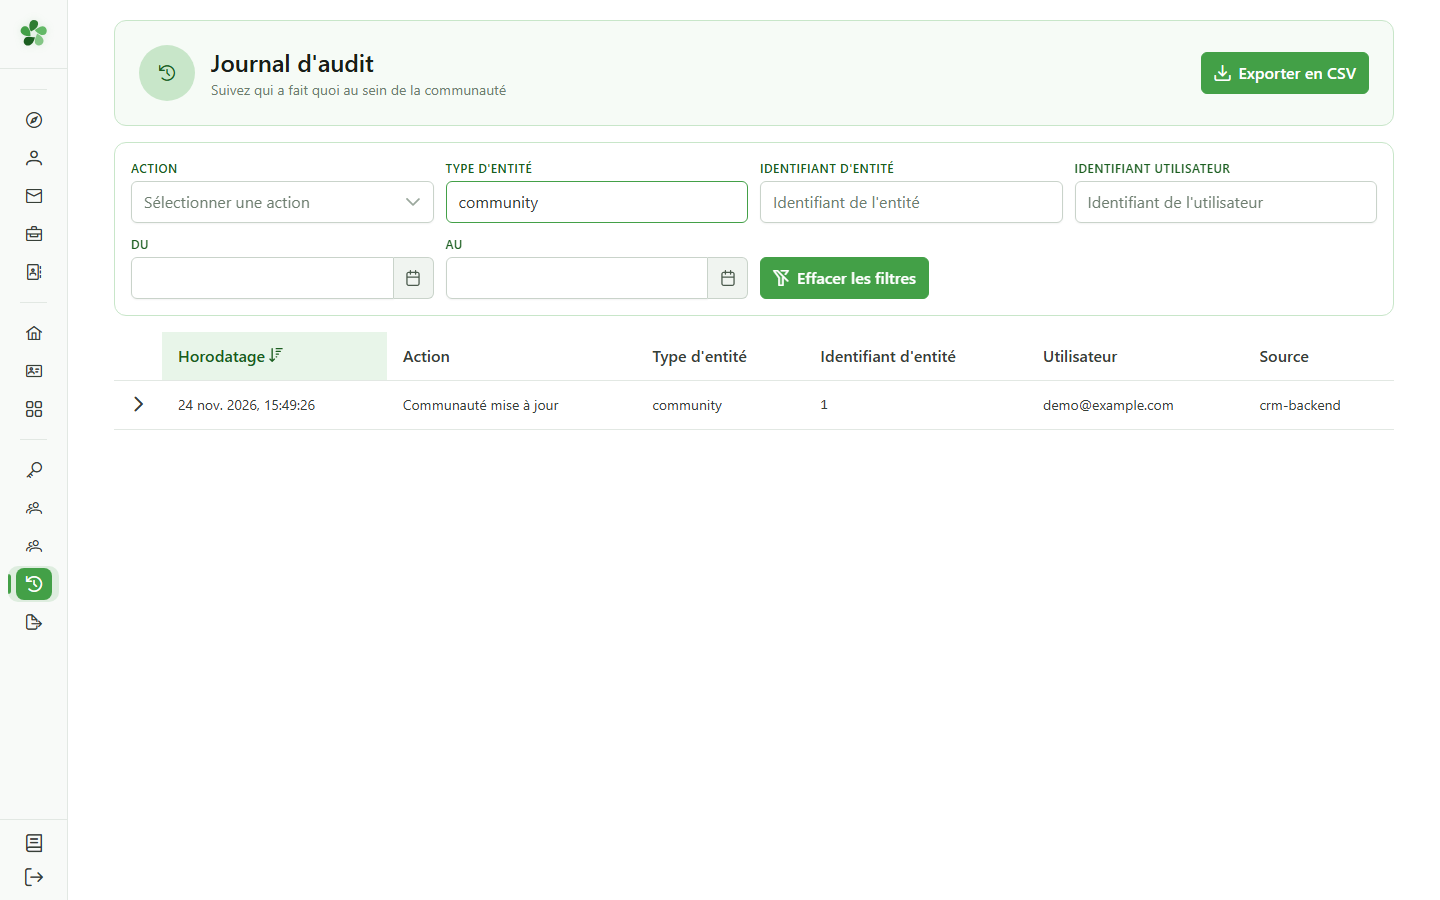 Journal d'audit
Suivez qui a fait quoi au sein de la communauté
Exporter en CSV
ACTION
TYPE D'ENTITÉ
IDENTIFIANT D'ENTITÉ
IDENTIFIANT UTILISATEUR
Sélectionner une action
community
Identifiant de l'entité
Identifiant de l'utilisateur
DU
AU
Effacer les filtres
Horodatage Action Type d'entité Identifiant d'entité Utilisateur Source
24 nov. 2026, 15:49:26 Communauté mise à jour community 1 demo@example.com crm-backend